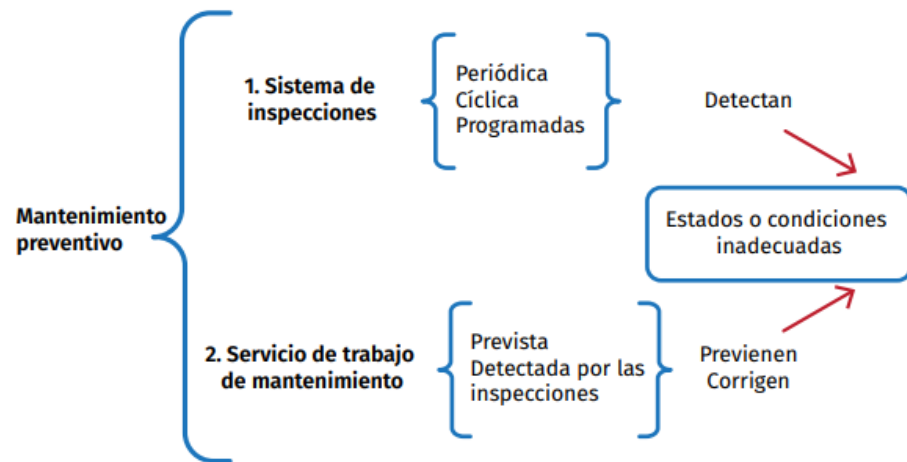 Mantenimiento
preventivo
1. Sistema de
inspecciones
Periódica
Cíclica
Programadas
Detectan
Estados o condiciones
inadecuadas
2. Servicio de trabajo
de mantenimiento
Prevista
Detectada por las
inspecciones
Previenen
Corrigen